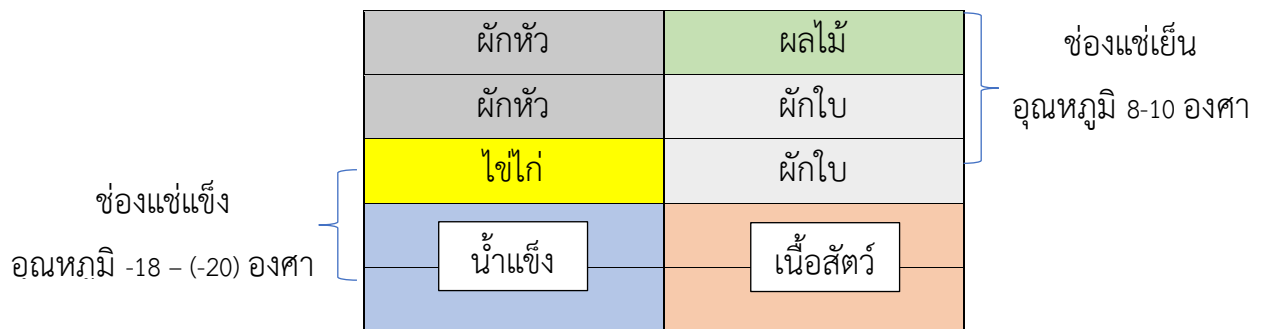 ผักหัว ผลไม้
ผักหัว ผักใบ
ไข่ไก่ ผักใบ
น้ำแข็ง เนื้อสัตว์
ช่องแช่เย็น
อุณหภูมิ 8-10 องศา
ช่องแช่แข็ง
อุณหภูมิ -18 – (-20) องศา